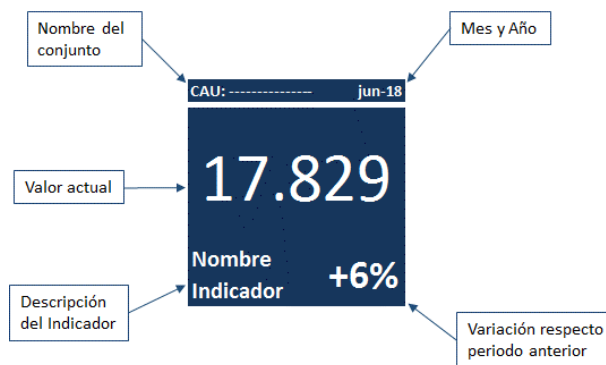 Nombre del
conjunto
Mes y Año
CAU: --------------- jun-18
17.829
Valor actual
Nombre
Indicador
+6%
Descripción
del Indicador
Variación respecto
periodo anterior